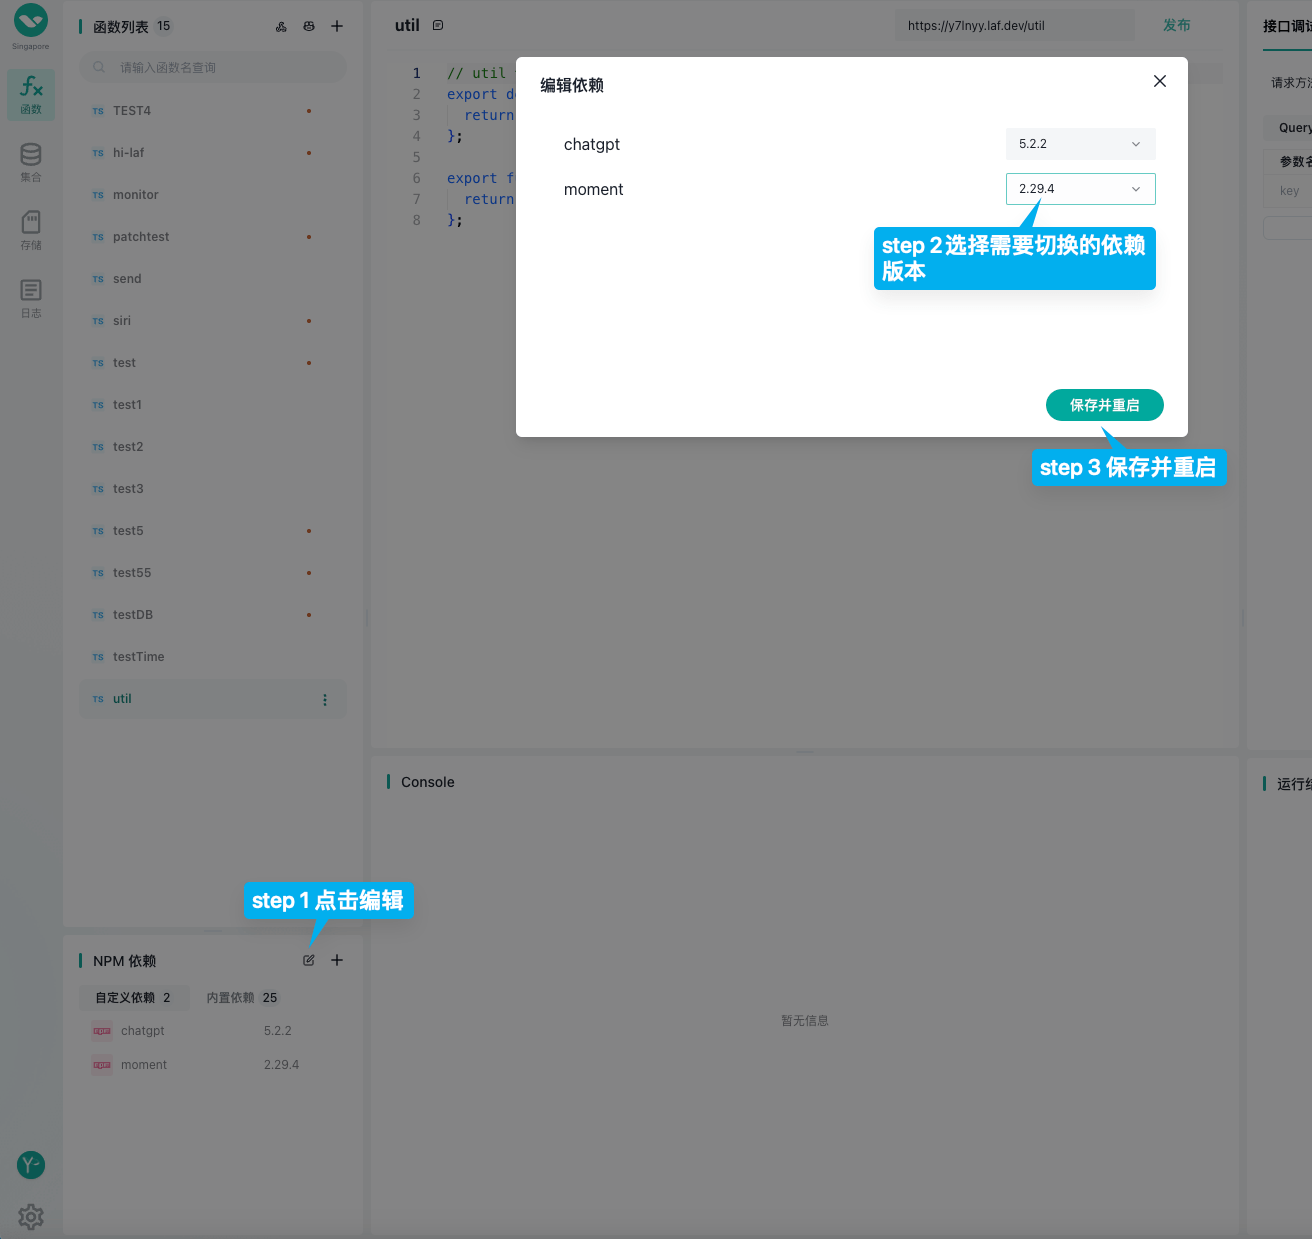 Singapore
函数
集合
存储
日志
函数列表 15
请输入函数名查询
TS TEST4
TS hi-laf
TS monitor
TS patchtest
TS send
TS siri
TS test
TS test1
TS test2
TS test3
TS test5
TS test55
TS testDB
TS testTime
TS util
step 1 点击编辑
NPM 依赖
自定义依赖 2 内置依赖 25
npm chatgpt 5.2.2
npm moment 2.29.4
util
https://y7lnyy.laf.dev/util
发布
1 // util
2 export d
3 return
4 };
5
6 export f
7 return
8 };
编辑依赖
chatgpt 5.2.2
moment 2.29.4
step 2 选择需要切换的依赖
版本
保存并重启
step 3 保存并重启
Console
暂无信息
接口调试
请求方法
Query
参数名
key
运行结